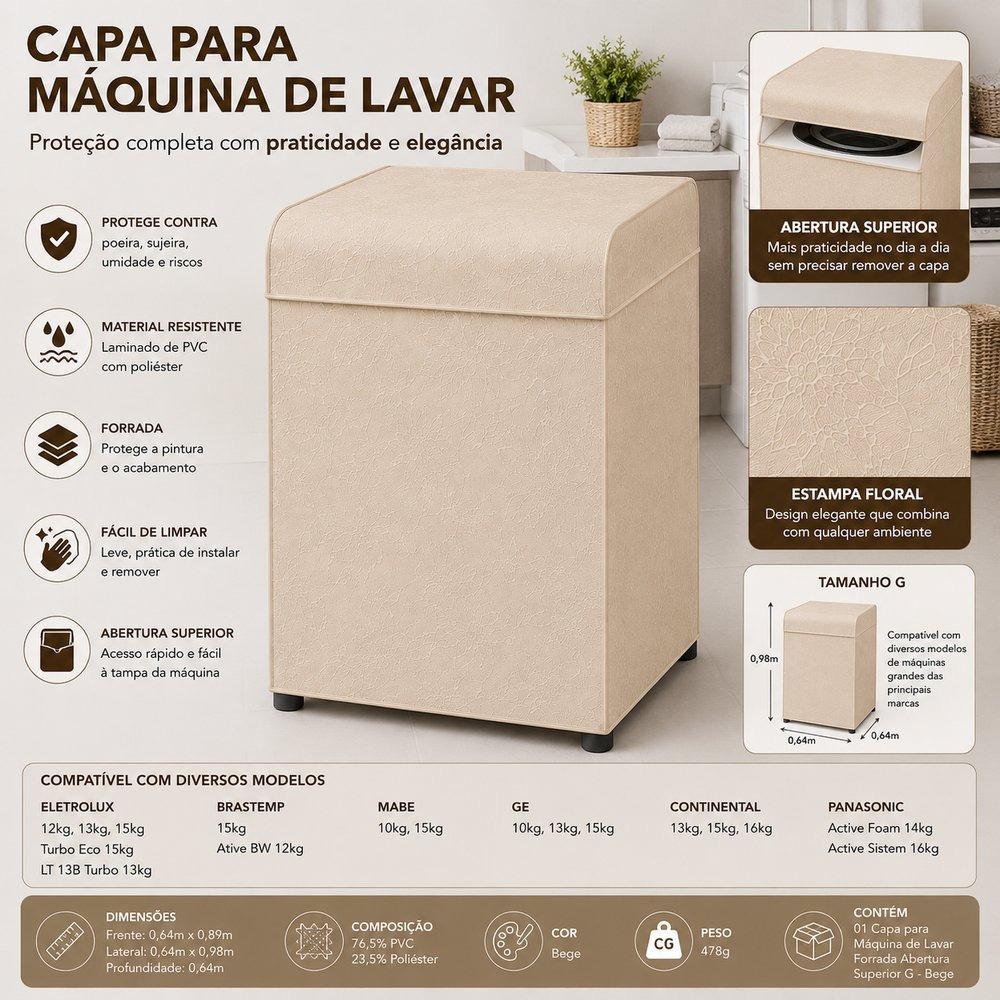 CAPA PARA
MÁQUINA DE LAVAR
Proteção completa com praticidade e elegância
PROTEGE CONTRA
poeira, sujeira,
umidade e riscos
MATERIAL RESISTENTE
Laminado de PVC
com poliéster
FORRADA
Protege a pintura
e o acabamento
FÁCIL DE LIMPAR
Leve, prática de instalar
e remover
ABERTURA SUPERIOR
Acesso rápido e fácil
à tampa da máquina
ABERTURA SUPERIOR
Mais praticidade no dia a dia
sem precisar remover a capa
ESTAMPA FLORAL
Design elegante que combina
com qualquer ambiente
TAMANHO G
0,98m
0,64m
0,64m
Compatível com
diversos modelos
de máquinas
grandes das
principais
marcas
COMPATÍVEL COM DIVERSOS MODELOS
ELETROLUX
12kg, 13kg, 15kg
Turbo Eco 15kg
LT 13B Turbo 13kg
BRASTEMP
15kg
Ative BW 12kg
MABE
10kg, 15kg
GE
10kg, 13kg, 15kg
CONTINENTAL
13kg, 15kg, 16kg
PANASONIC
Active Foam 14kg
Active Sistem 16kg
DIMENSÕES
Frente: 0,64m x 0,89m
Lateral: 0,64m x 0,98m
Profundidade: 0,64m
COMPOSIÇÃO
76,5% PVC
23,5% Poliéster
COR
Bege
CG
PESO
478g
CONTÉM
01 Capa para
Máquina de Lavar
Forrada Abertura
Superior G - Bege